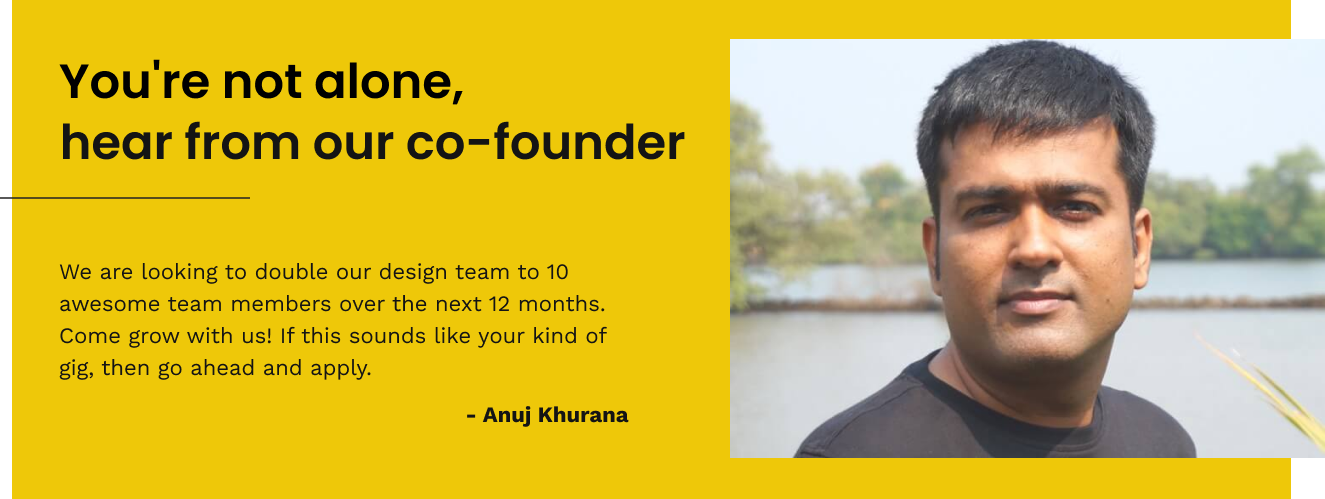 You're not alone,
hear from our co-founder
We are looking to double our design team to 10
awesome team members over the next 12 months.
Come grow with us! If this sounds like your kind of
gig, then go ahead and apply.
- Anuj Khurana